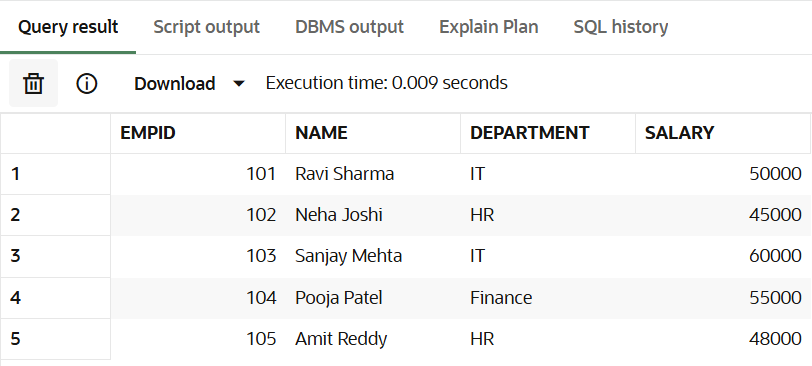 Query result Script output DBMS output Explain Plan SQL history
Download Execution time: 0.009 seconds
EMPID NAME DEPARTMENT SALARY
1 101 Ravi Sharma IT 50000
2 102 Neha Joshi HR 45000
3 103 Sanjay Mehta IT 60000
4 104 Pooja Patel Finance 55000
5 105 Amit Reddy HR 48000